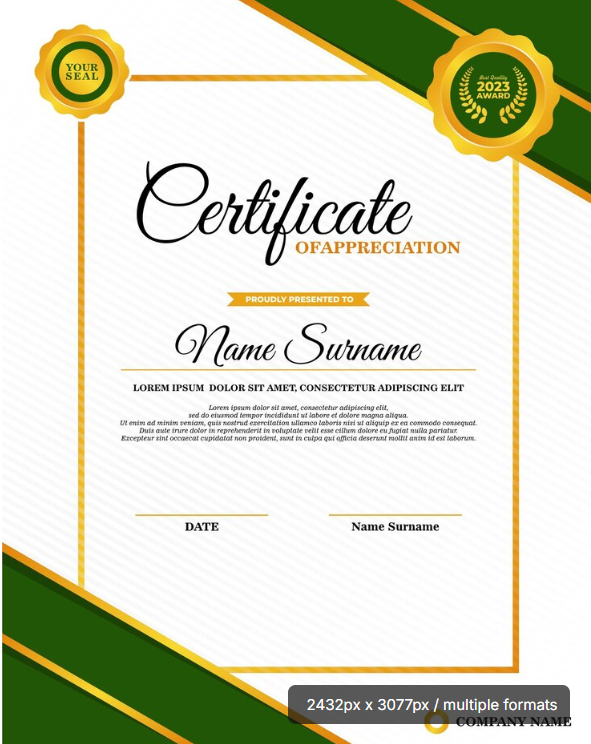 YOUR
SEAL
Best Quality
2023
AWARD
Certificate
OFAPPRECIATION
PROUDLY PRESENTED TO
Name Surname
LOREM IPSUM DOLOR SIT AMET, CONSECTETUR ADIPISCING ELIT
Lorem ipsum dolor sit amet, consectetur adipiscing elit,
sed do eiusmod tempor incididunt ut labore et dolore magna aliqua.
Ut enim ad minim veniam, quis nostrud exercitation ullamco laboris nisi ut aliquip ex ea commodo consequat.
Duis aute irure dolor in reprehenderit in voluptate velit esse cillum dolore eu fugiat nulla pariatur.
Excepteur sint occaecat cupidatat non proident, sunt in culpa qui officia deserunt mollit anim id est laborum.
DATE
Name Surname
2432px x 3077px / multiple formats
COMPANY NAME